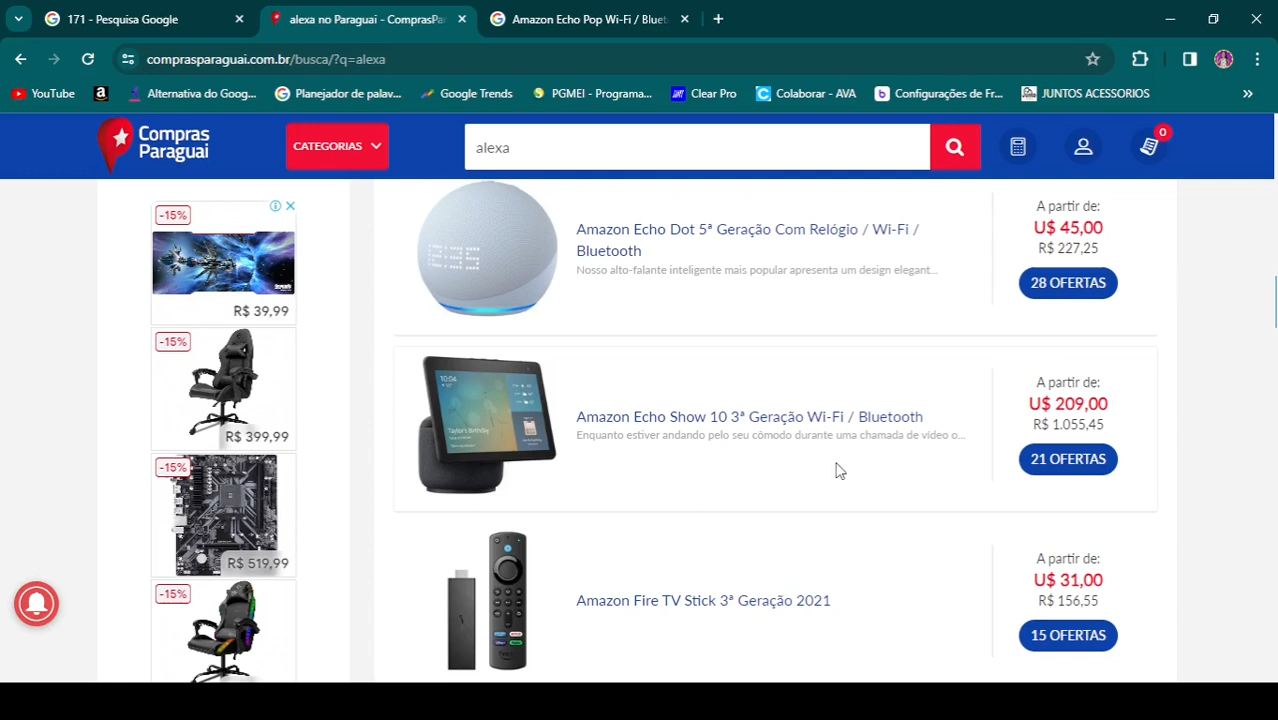 171 - Pesquisa Google
alexa no Paraguai - ComprasPar
Amazon Echo Pop Wi-Fi / Bluet
comprasparaguai.com.br/busca/?q=alexa
YouTube
Alternativa do Goog...
Planejador de palav...
Google Trends
PGMEI - Programa...
Clear Pro
Colaborar - AVA
Configurações de Fr...
JUNTOS ACESSORIOS
Compras
Paraguai
CATEGORIAS
alexa
0
-15%
R$ 39,99
-15%
R$ 399,99
-15%
R$ 519,99
-15%
Amazon Echo Dot 5ª Geração Com Relógio / Wi-Fi /
Bluetooth
Nosso alto-falante inteligente mais popular apresenta um design elegant...
A partir de:
U$ 45,00
R$ 227,25
28 OFERTAS
10:04
Taylor's Birthday
Amazon Echo Show 10 3ª Geração Wi-Fi / Bluetooth
Enquanto estiver andando pelo seu cômodo durante uma chamada de vídeo o...
A partir de:
U$ 209,00
R$ 1.055,45
21 OFERTAS
Amazon Fire TV Stick 3ª Geração 2021
A partir de:
U$ 31,00
R$ 156,55
15 OFERTAS